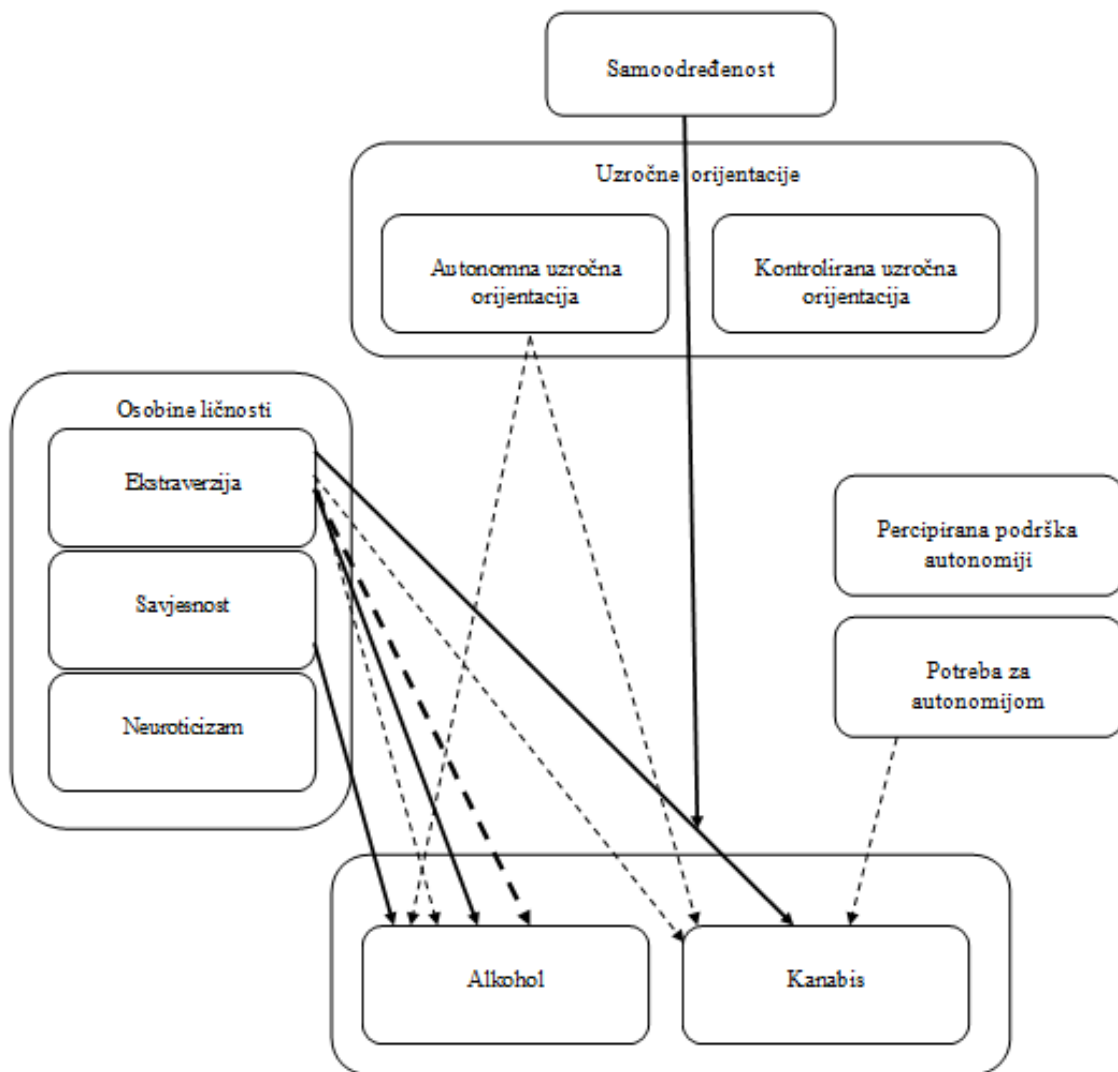 Samoodređenost
Uzročne orijentacije
Autonomna uzročna
orijentacija
Kontrolirana uzročna
orijentacija
Osobine ličnosti
Ekstraverzija
Savjesnost
Neuroticizam
Percipirana podrška
autonomiji
Potreba za
autonomijom
Alkohol
Kanabis